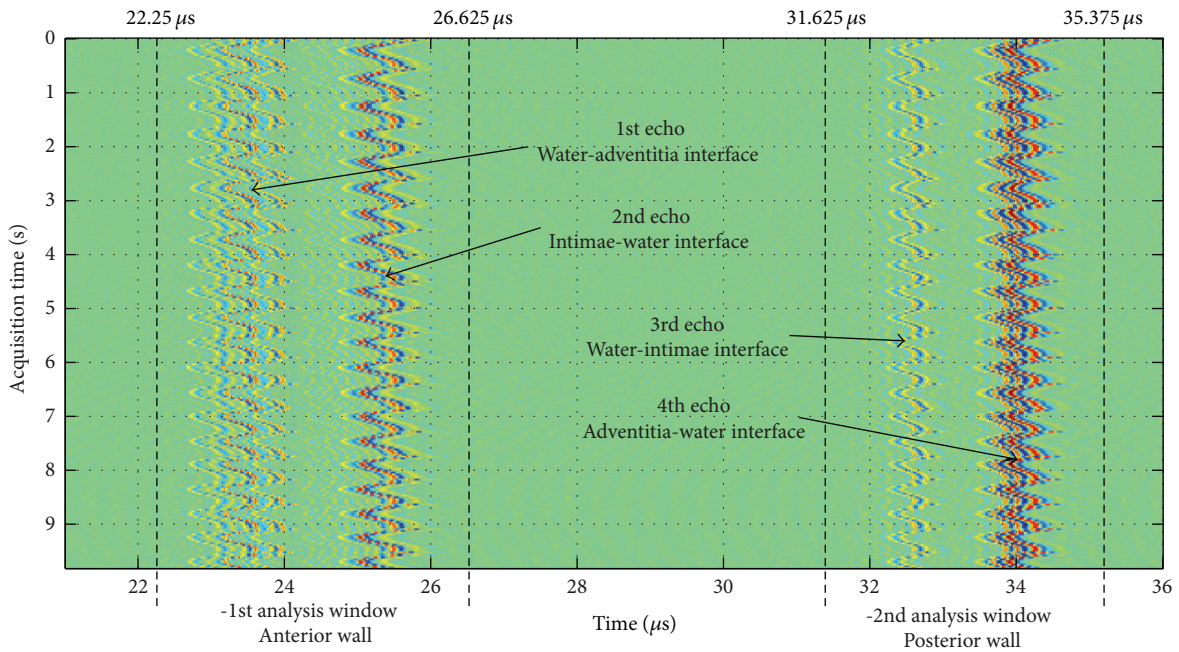 22.25 μs 26.625 μs 31.625 μs 35.375 μs
0
1
2
3
4
5
6
7
8
9
Acquisition time (s)
1st echo
Water-adventitia interface
2nd echo
Intimae-water interface
3rd echo
Water-intimae interface
4th echo
Adventitia-water interface
22 24 26 28 30 32 34 36
-1st analysis window
Anterior wall
Time (μs)
-2nd analysis window
Posterior wall